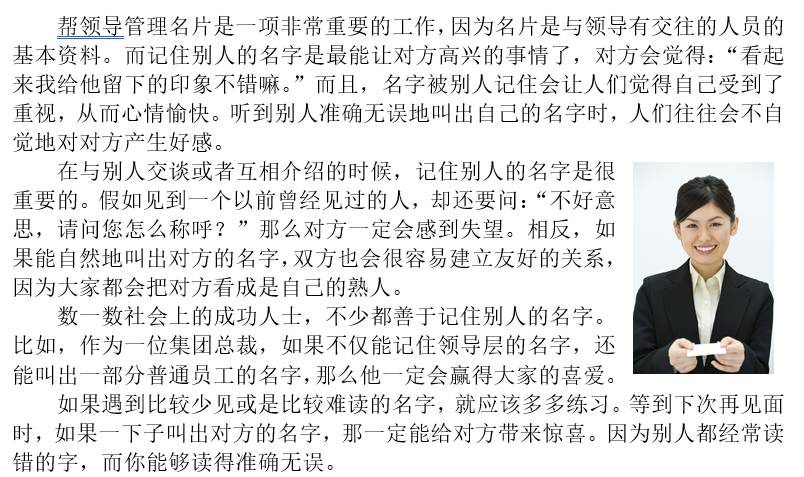 帮领导管理名片是一项非常重要的工作，因为名片是与领导有交往的人员的
基本资料。而记住别人的名字是最能让对方高兴的事情了，对方会觉得：“看起
来我给他留下的印象不错嘛。”而且，名字被别人记住会让人们觉得自己受到了
重视，从而心情愉快。听到别人准确无误地叫出自己的名字时，人们往往会不自
觉地对对方产生好感。
在与别人交谈或者互相介绍的时候，记住别人的名字是很
重要的。假如见到一个以前曾经见过的人，却还要问：“不好意
思，请问您怎么称呼？”那么对方一定会感到失望。相反，如
果能自然地叫出对方的名字，双方也会很容易建立友好的关系，
因为大家都会把对方看成是自己的熟人。
数一数社会上的成功人士，不少都善于记住别人的名字。
比如，作为一位集团总裁，如果不仅能记住领导层的名字，还
能叫出一部分普通员工的名字，那么他一定会赢得大家的喜爱。
如果遇到比较少见或是比较难读的名字，就应该多多练习。等到下次再见面
时，如果一下子叫出对方的名字，那一定能给对方带来惊喜。因为别人都经常读
错的字，而你能够读得准确无误。